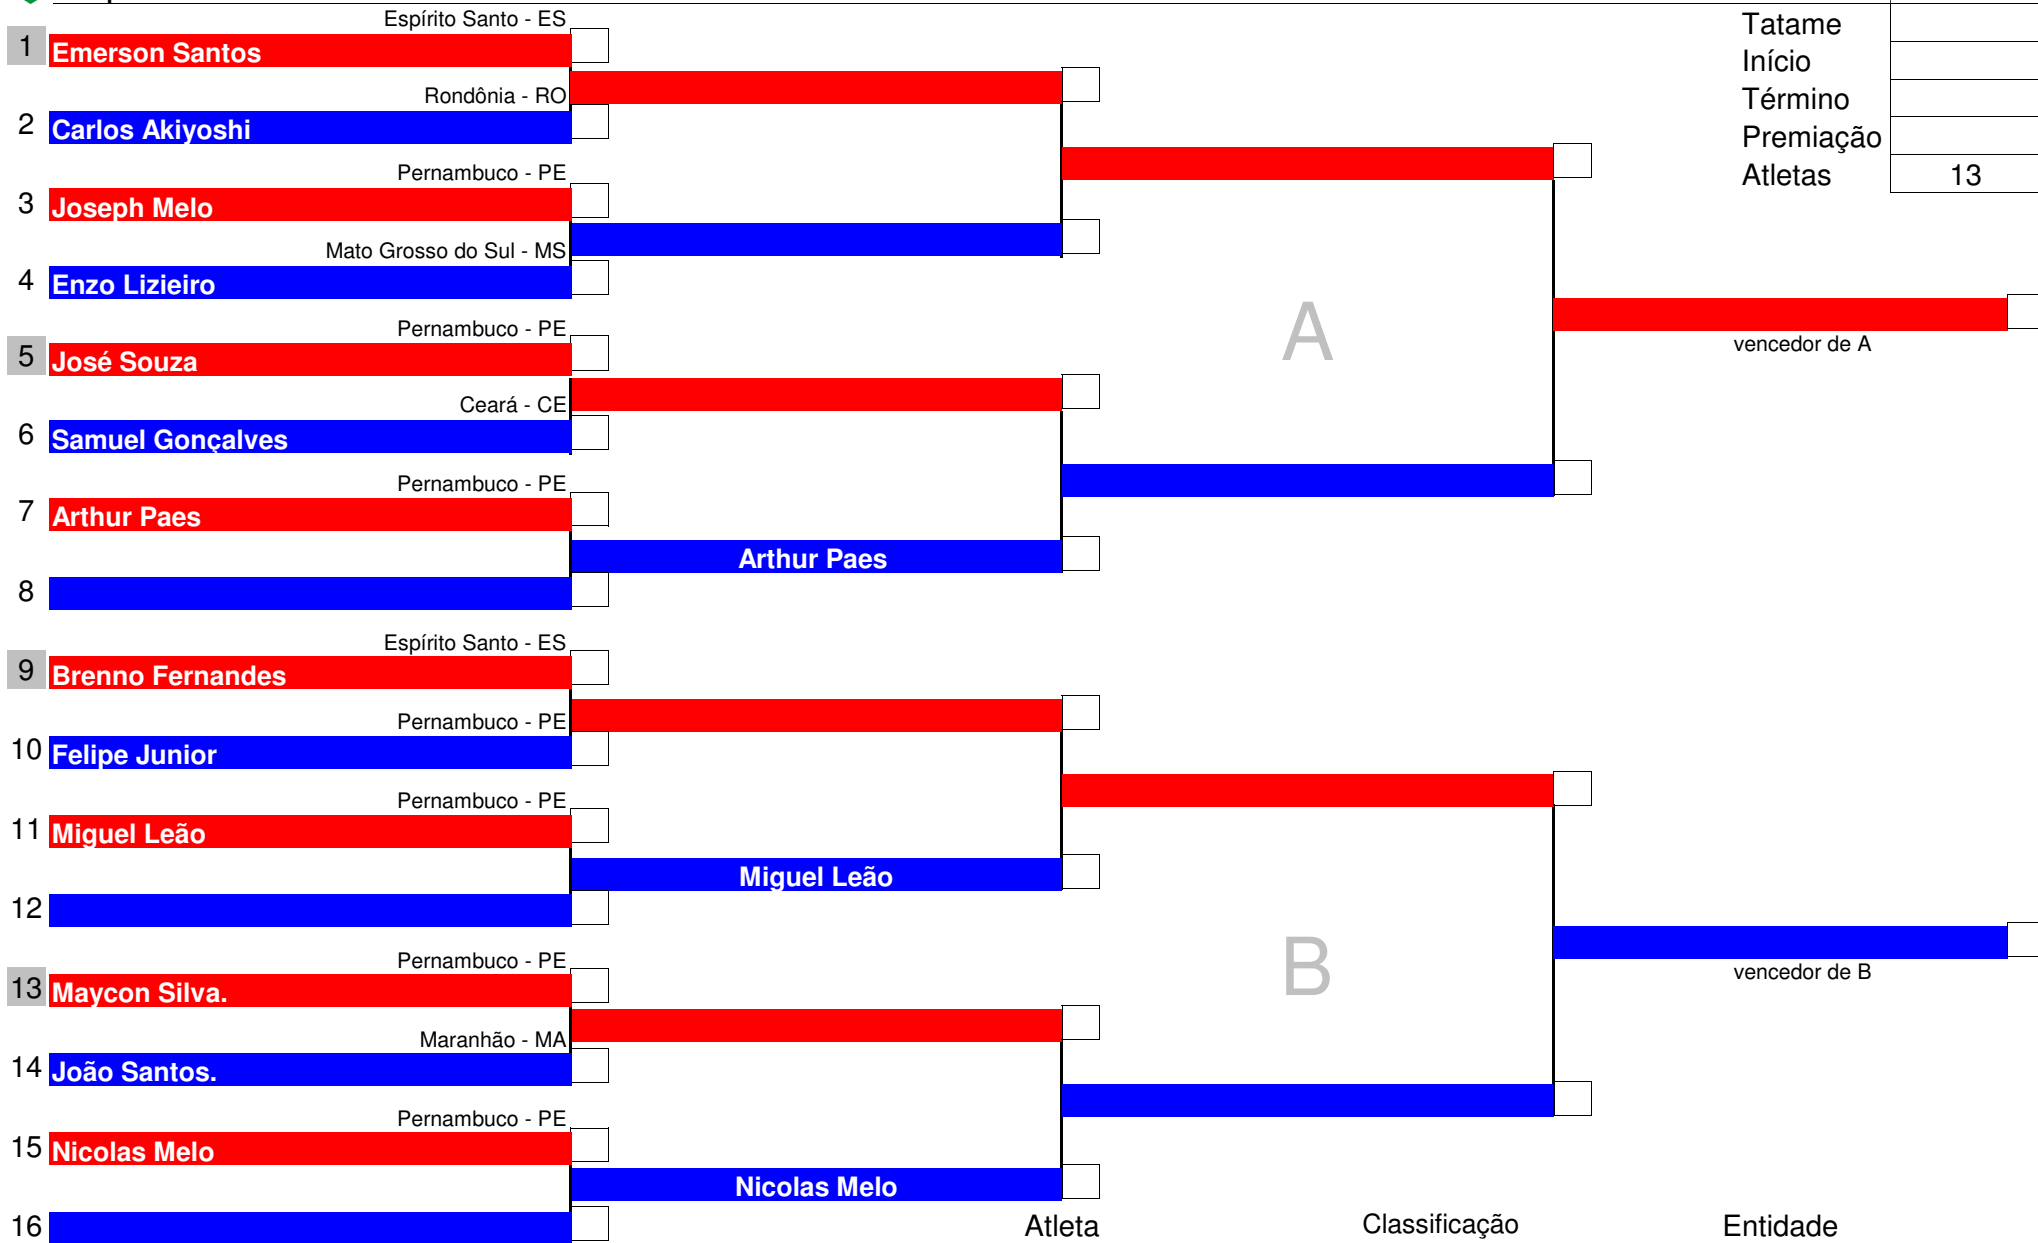 Espírito Santo - ES
1 Emerson Santos
Rondônia - RO
2 Carlos Akiyoshi
Pernambuco - PE
3 Joseph Melo
Mato Grosso do Sul - MS
4 Enzo Lizieiro
Pernambuco - PE
5 José Souza
Ceará - CE
6 Samuel Gonçalves
Pernambuco - PE
7 Arthur Paes
Arthur Paes
8
Espírito Santo - ES
9 Brenno Fernandes
Pernambuco - PE
10 Felipe Junior
Pernambuco - PE
11 Miguel Leão
Miguel Leão
12
Pernambuco - PE
13 Maycon Silva.
Maranhão - MA
14 João Santos.
Pernambuco - PE
15 Nicolas Melo
Nicolas Melo
16
A
vencedor de A
B
vencedor de B
Tatame
Início
Término
Premiação
Atletas 13
Atleta Classificação Entidade